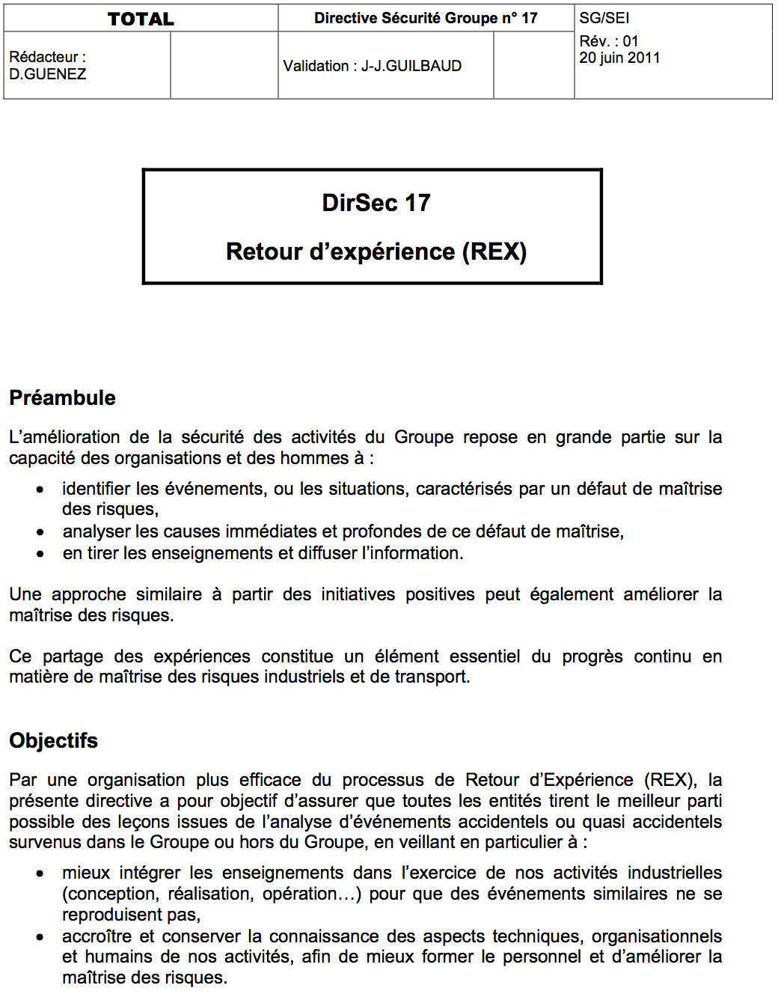 TOTAL
Directive Sécurité Groupe n° 17
SG/SEI
Rév. : 01
20 juin 2011
Rédacteur :
D.GUENEZ
Validation : J-J.GUILBAUD
DirSec 17
Retour d’expérience (REX)
Préambule
L’amélioration de la sécurité des activités du Groupe repose en grande partie sur la
capacité des organisations et des hommes à :
• identifier les événements, ou les situations, caractérisés par un défaut de maîtrise
des risques,
• analyser les causes immédiates et profondes de ce défaut de maîtrise,
• en tirer les enseignements et diffuser l’information.
Une approche similaire à partir des initiatives positives peut également améliorer la
maîtrise des risques.
Ce partage des expériences constitue un élément essentiel du progrès continu en
matière de maîtrise des risques industriels et de transport.
Objectifs
Par une organisation plus efficace du processus de Retour d’Expérience (REX), la
présente directive a pour objectif d’assurer que toutes les entités tirent le meilleur parti
possible des leçons issues de l’analyse d’événements accidentels ou quasi accidentels
survenus dans le Groupe ou hors du Groupe, en veillant en particulier à :
• mieux intégrer les enseignements dans l’exercice de nos activités industrielles
(conception, réalisation, opération…) pour que des événements similaires ne se
reproduisent pas,
• accroître et conserver la connaissance des aspects techniques, organisationnels
et humains de nos activités, afin de mieux former le personnel et d’améliorer la
maîtrise des risques.